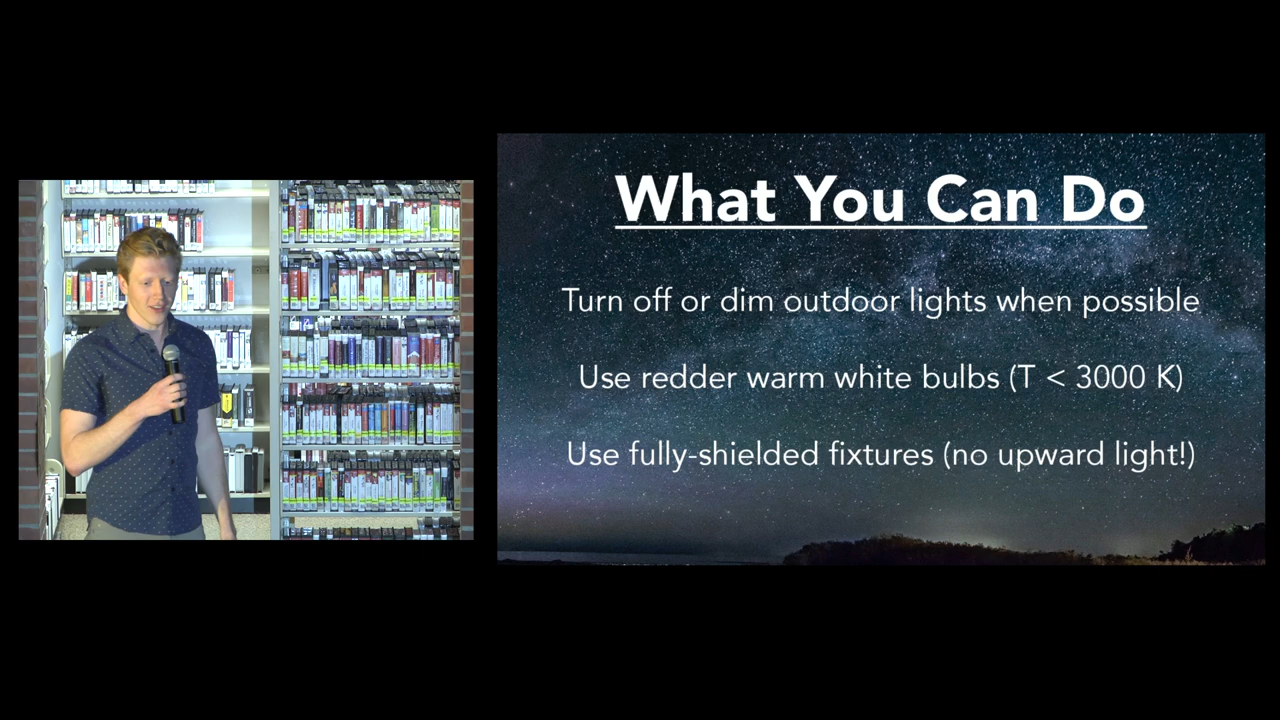 What You Can Do
Turn off or dim outdoor lights when possible
Use redder warm white bulbs (T < 3000 K)
Use fully-shielded fixtures (no upward light!)